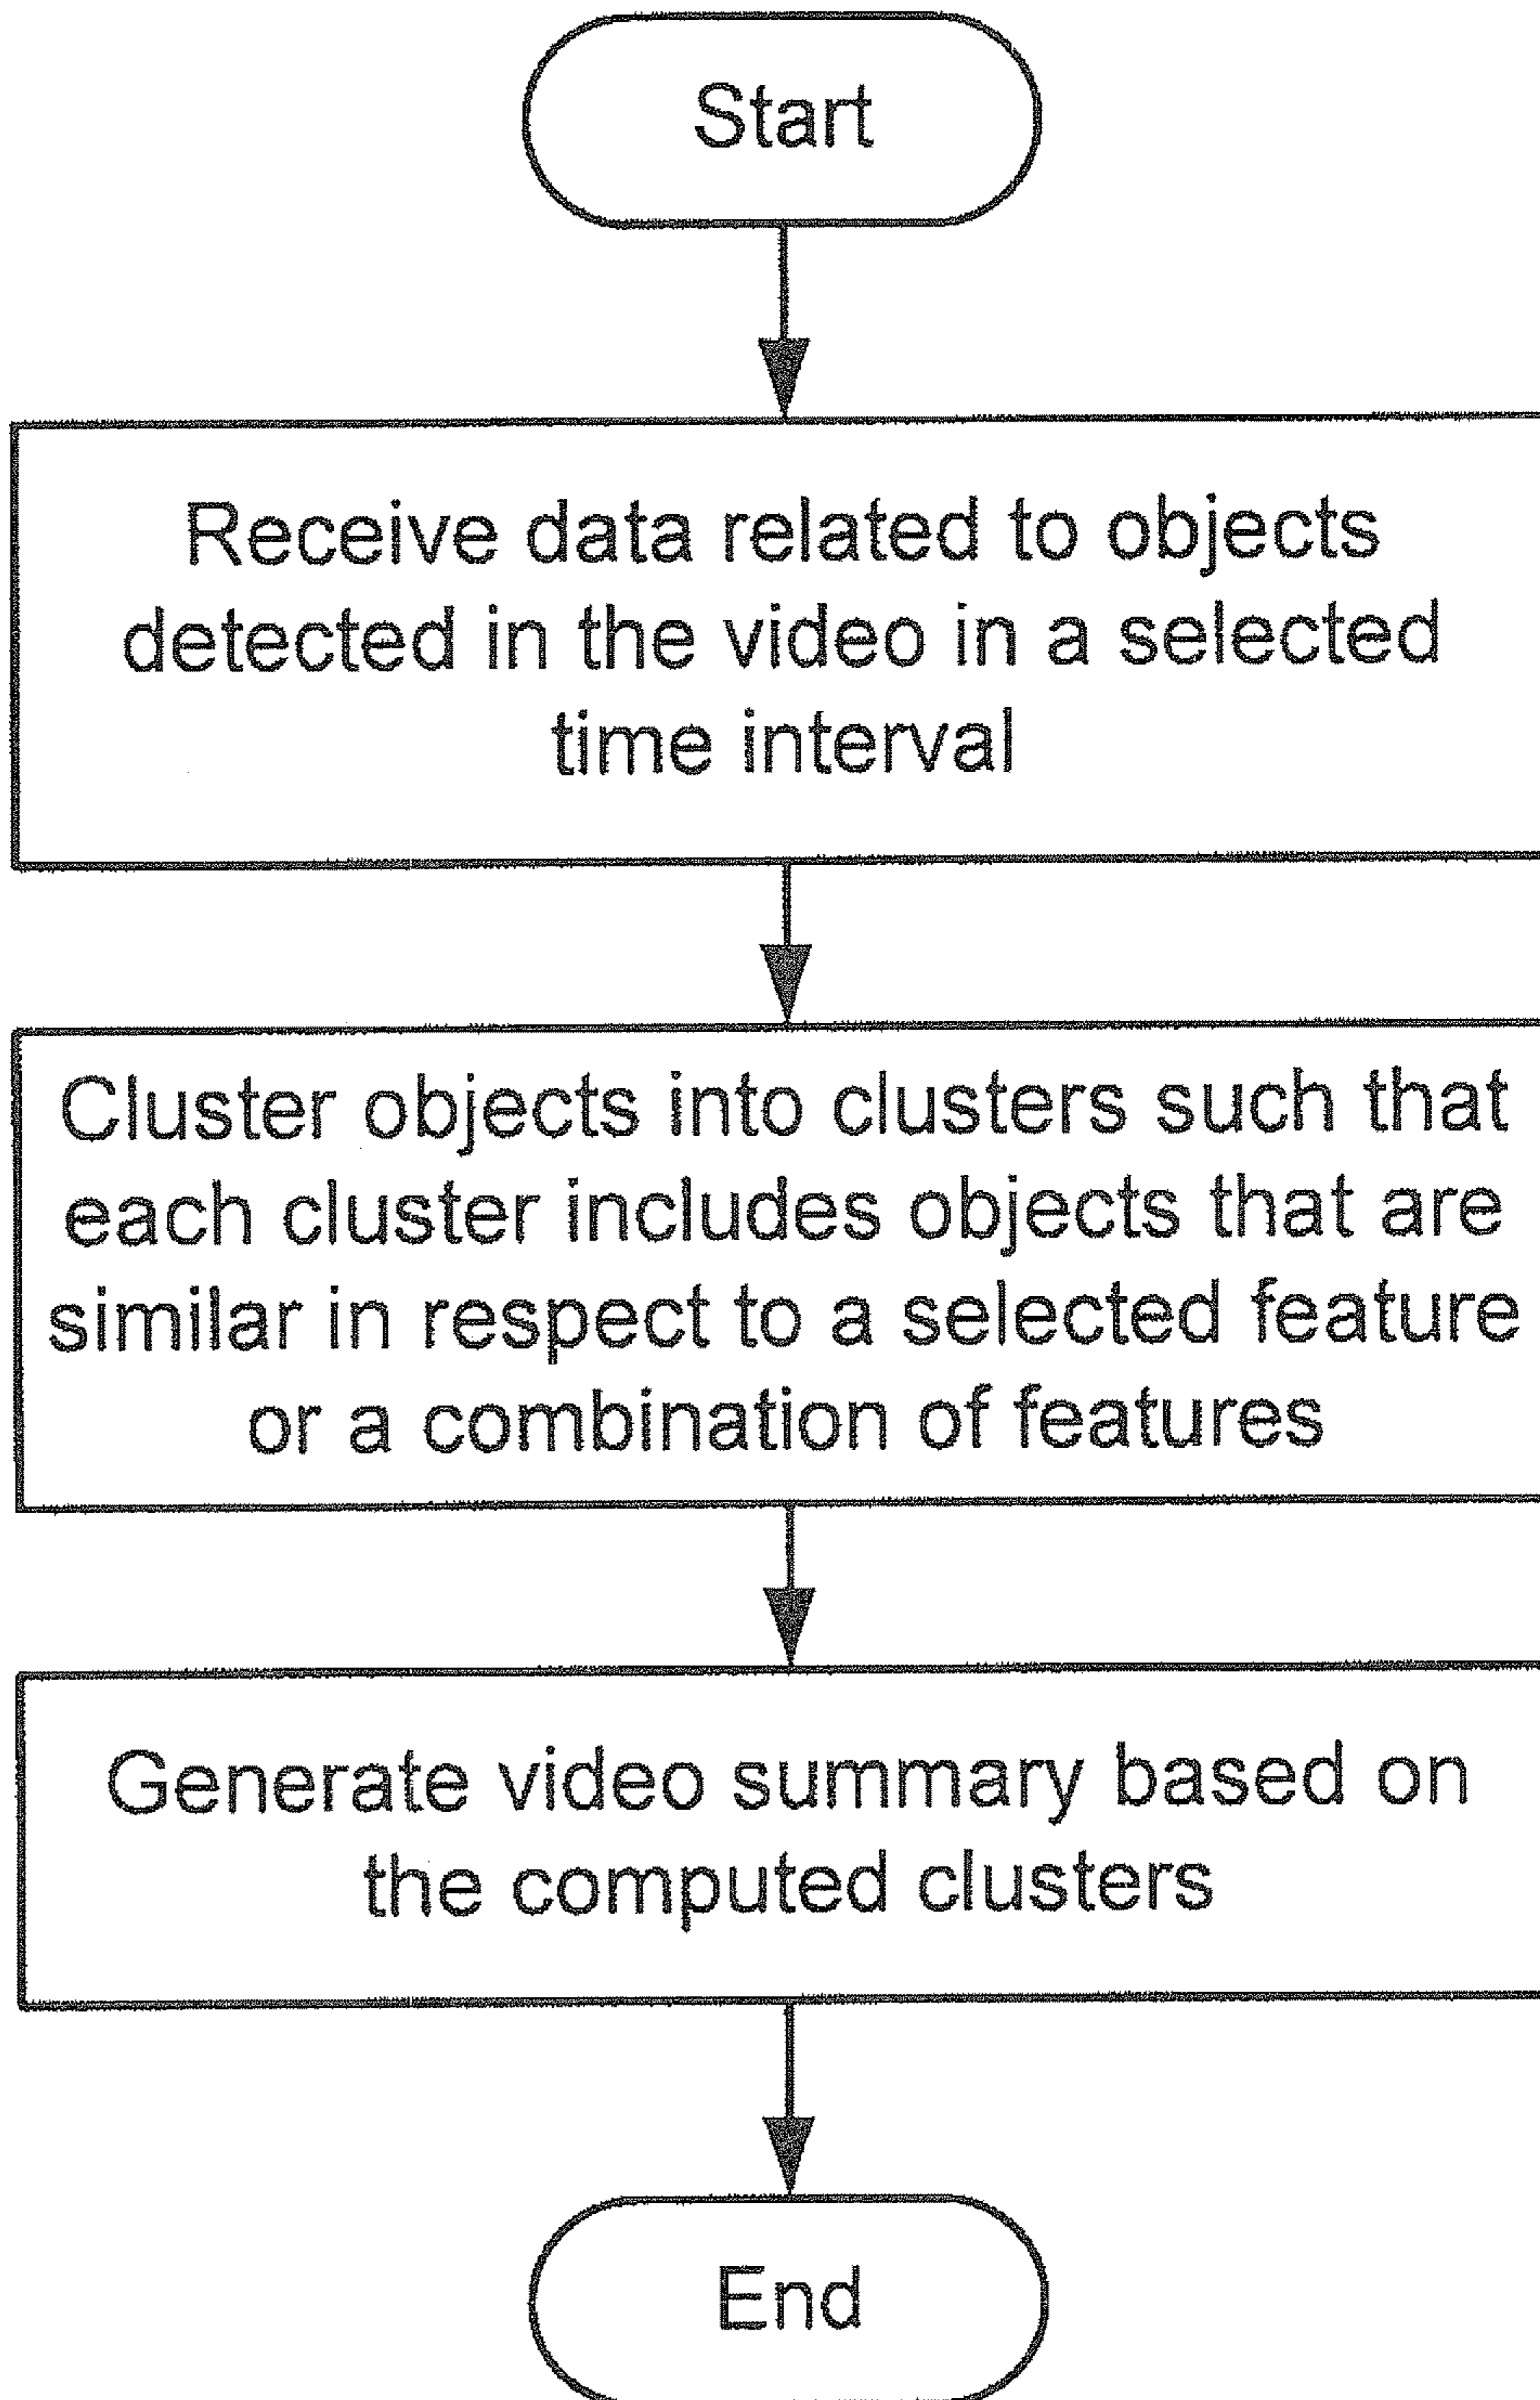 Start
Receive data related to objects
detected in the video in a selected
time interval
Cluster objects into clusters such that
each cluster includes objects that are
similar in respect to a selected feature
or a combination of features
Generate video summary based on
the computed clusters
End